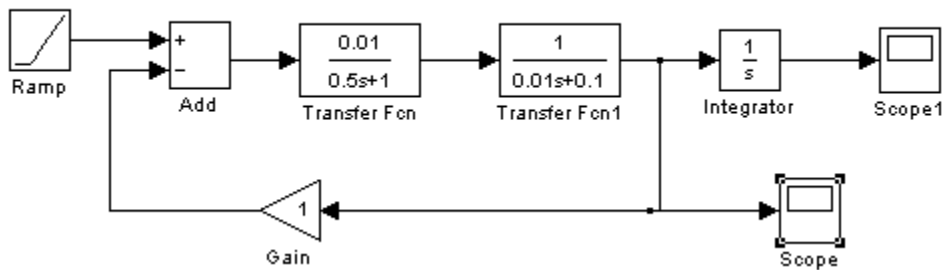 Ramp
+
−
Add
0.01
0.5s+1
Transfer Fcn
1
0.01s+0.1
Transfer Fcn1
1
s
Integrator
Scope1
1
Gain
Scope